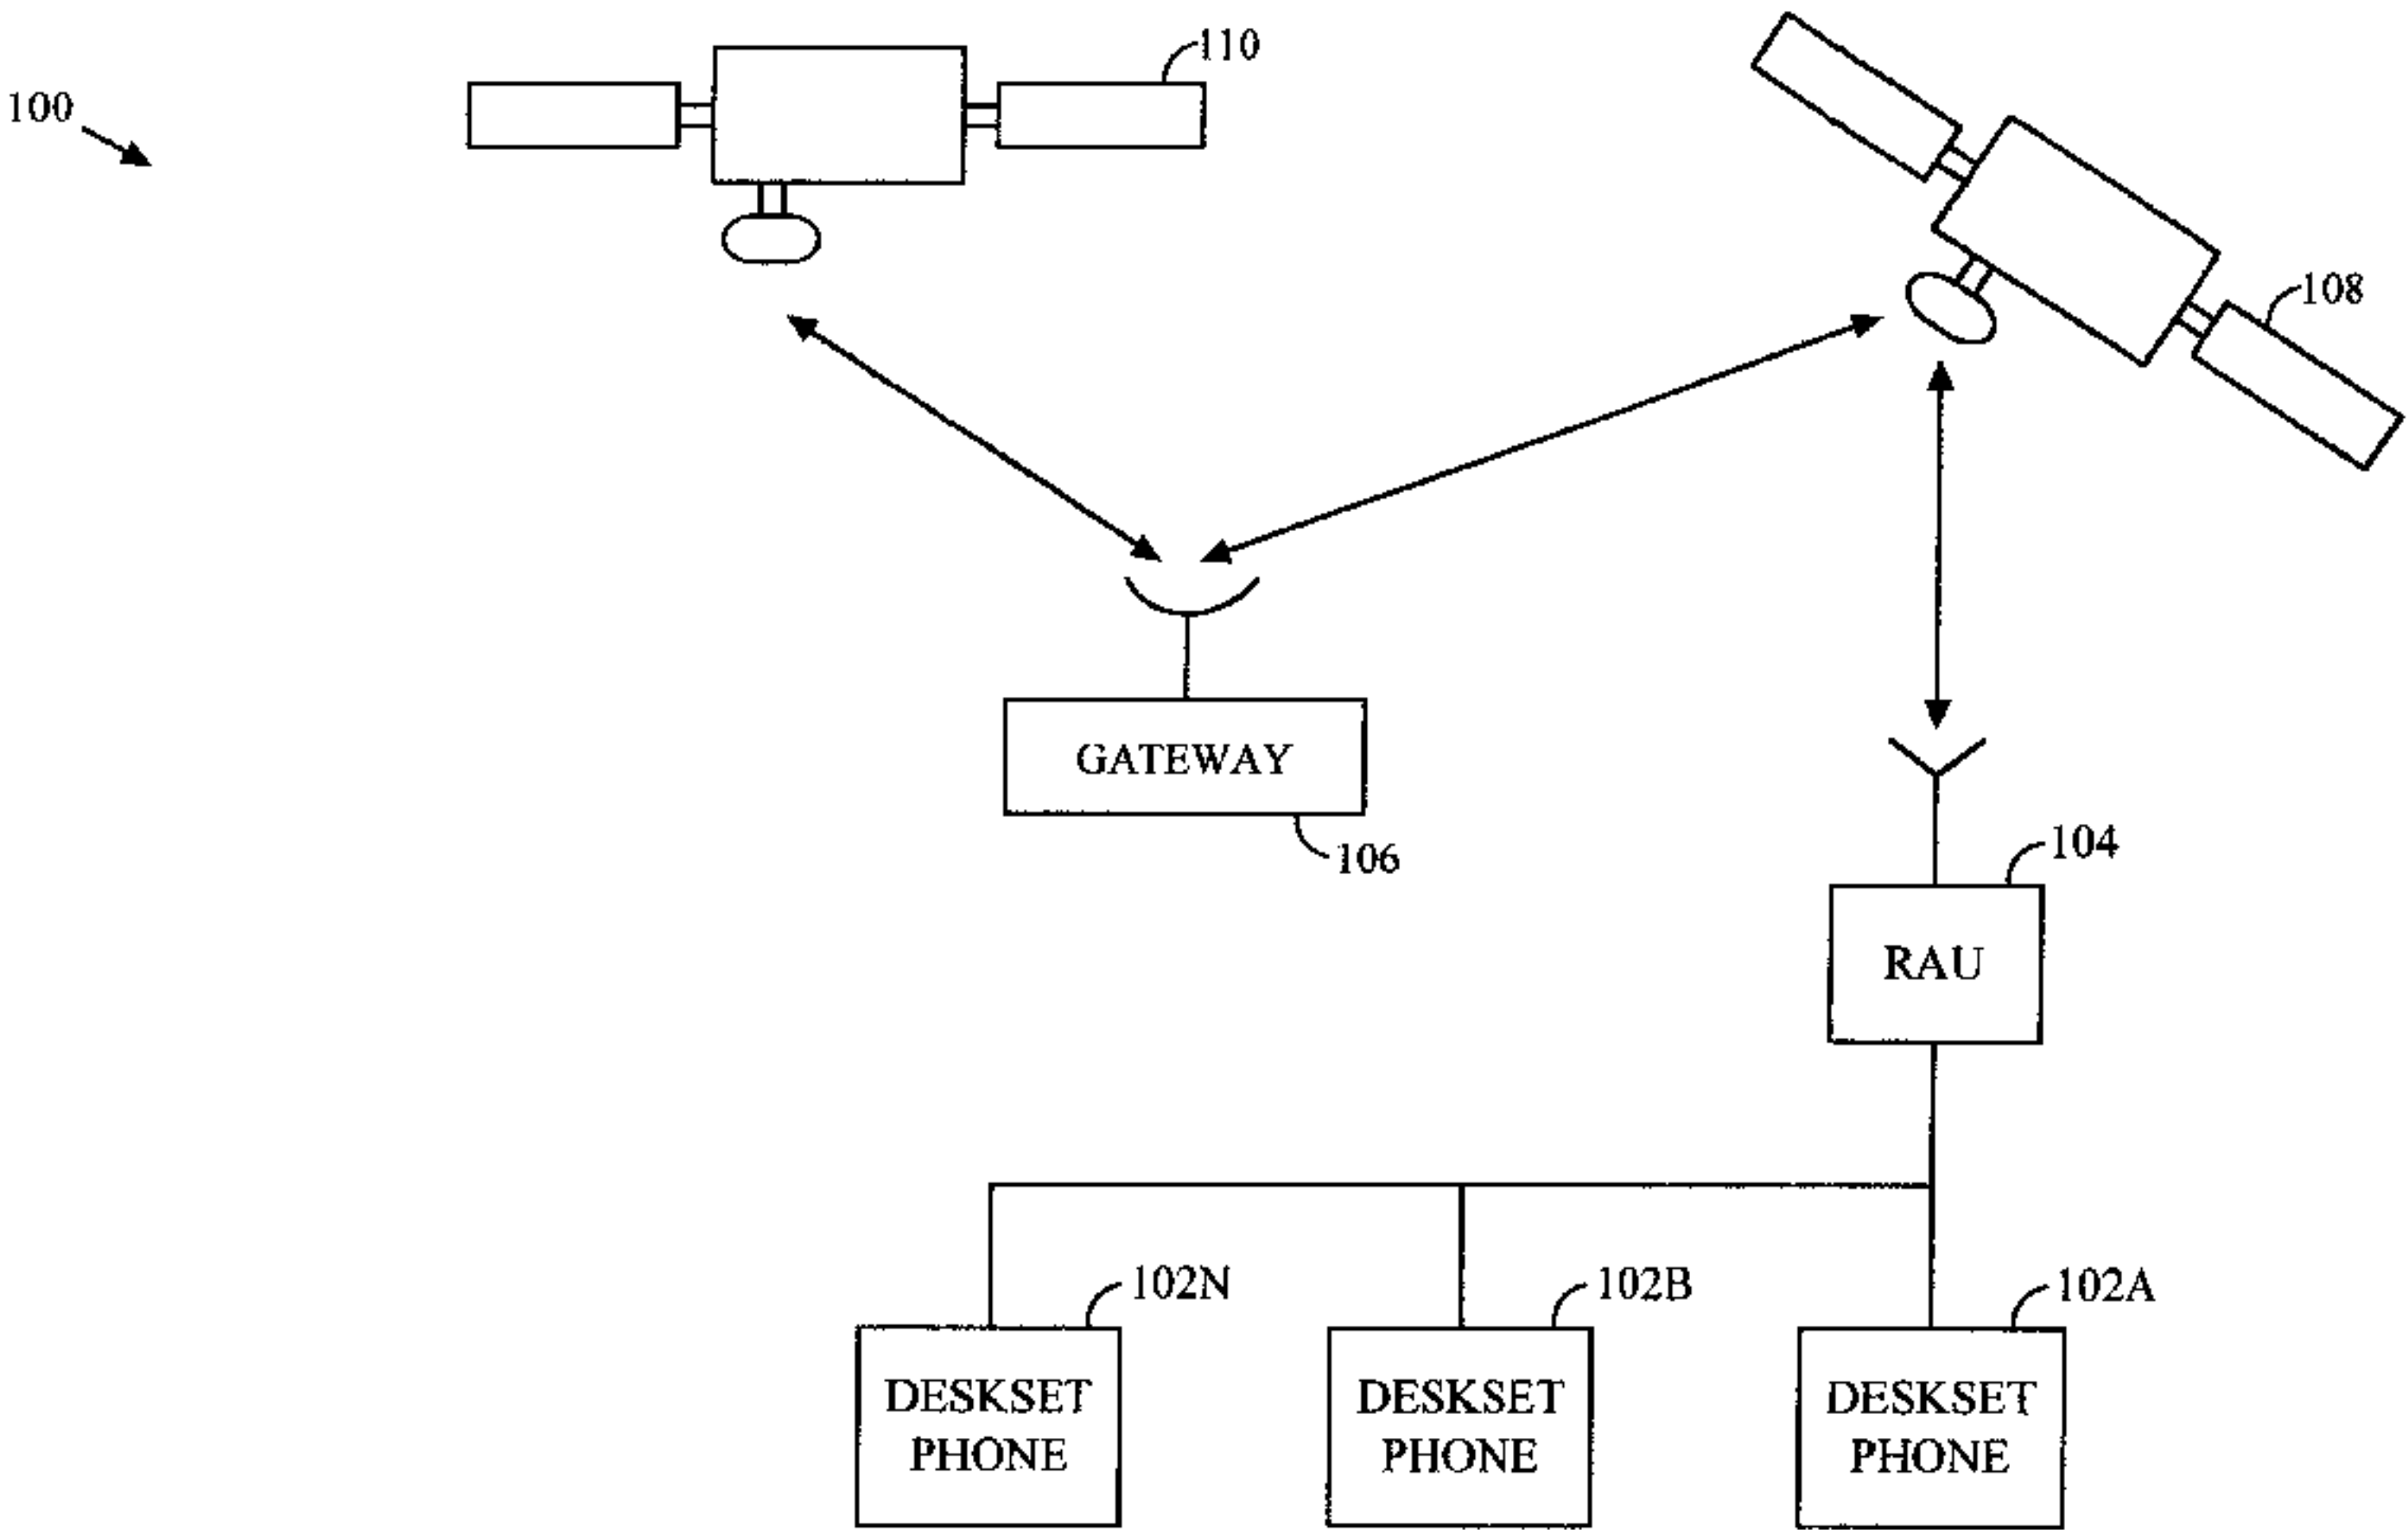 110
100
108
GATEWAY
106
104
RAU
102N
102B
102A
DESKSET
PHONE
DESKSET
PHONE
DESKSET
PHONE